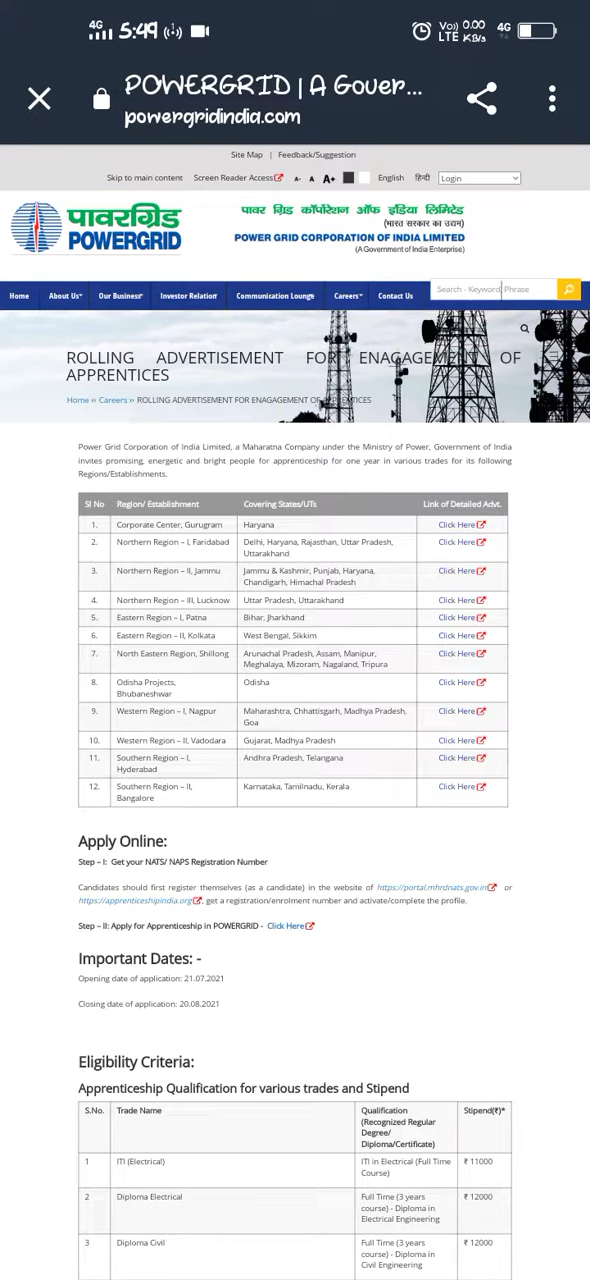 4G 5:49 Vo) 0.00 4G
LTE KB/s
POWERGRID | A Gover...
powergridindia.com
Site Map | Feedback/Suggestion
Skip to main content Screen Reader Access A- A A+ English हिन्दी Login
पावरग्रिड
POWERGRID
पावर ग्रिड कॉर्पोरेशन ऑफ इंडिया लिमिटेड
(भारत सरकार का उद्यम)
POWER GRID CORPORATION OF INDIA LIMITED
(A Government of India Enterprise)
Search - Keyword, Phrase
Home About Us Our Business Investor Relation Communication Lounge Careers Contact Us
ROLLING ADVERTISEMENT FOR ENAGAGEMENT OF
APPRENTICES
Home ›› Careers ›› ROLLING ADVERTISEMENT FOR ENAGAGEMENT OF APPRENTICES
Power Grid Corporation of India Limited, a Maharatna Company under the Ministry of Power, Government of India
invites promising, energetic and bright people for apprenticeship for one year in various trades for its following
Regions/Establishments.
Sl No Region/ Establishment Covering States/UTs Link of Detailed Advt.
1. Corporate Center, Gurugram Haryana Click Here
2. Northern Region – I, Faridabad Delhi, Haryana, Rajasthan, Uttar Pradesh, Click Here
Uttarakhand
3. Northern Region – II, Jammu Jammu & Kashmir, Punjab, Haryana, Click Here
Chandigarh, Himachal Pradesh
4. Northern Region – III, Lucknow Uttar Pradesh, Uttarakhand Click Here
5. Eastern Region – I, Patna Bihar, Jharkhand Click Here
6. Eastern Region – II, Kolkata West Bengal, Sikkim Click Here
7. North Eastern Region, Shillong Arunachal Pradesh, Assam, Manipur, Click Here
Meghalaya, Mizoram, Nagaland, Tripura
8. Odisha Projects, Odisha Click Here
Bhubaneshwar
9. Western Region – I, Nagpur Maharashtra, Chhattisgarh, Madhya Pradesh, Click Here
Goa
10. Western Region – II, Vadodara Gujarat, Madhya Pradesh Click Here
11. Southern Region – I, Andhra Pradesh, Telangana Click Here
Hyderabad
12. Southern Region – II, Karnataka, Tamilnadu, Kerala Click Here
Bangalore
Apply Online:
Step – I: Get your NATS/ NAPS Registration Number
Candidates should first register themselves (as a candidate) in the website of https://portal.mhrdnats.gov.in or
https://apprenticeshipindia.org, get a registration/enrolment number and activate/complete the profile.
Step – II: Apply for Apprenticeship in POWERGRID - Click Here
Important Dates: -
Opening date of application: 21.07.2021
Closing date of application: 20.08.2021
Eligibility Criteria:
Apprenticeship Qualification for various trades and Stipend
S.No. Trade Name Qualification Stipend(₹)*
(Recognized Regular
Degree/
Diploma/Certificate)
1 ITI (Electrical) ITI in Electrical (Full Time ₹ 11000
Course)
2 Diploma Electrical Full Time (3 years ₹ 12000
course) - Diploma in
Electrical Engineering
3 Diploma Civil Full Time (3 years ₹ 12000
course) - Diploma in
Civil Engineering